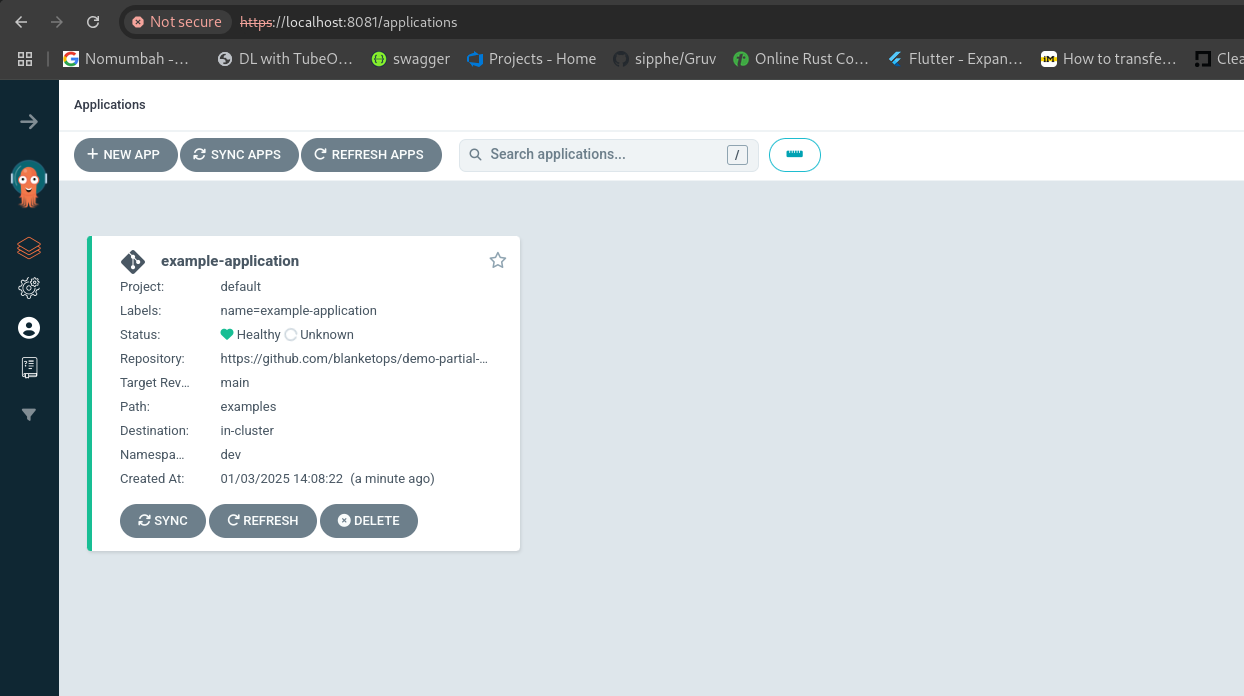 Not secure https://localhost:8081/applications
Nomumbah -... DL with TubeO... swagger Projects - Home sipphe/Gruv Online Rust Co... Flutter - Expan... How to transfe... Clea
Applications
NEW APP SYNC APPS REFRESH APPS Search applications... /
example-application
Project: default
Labels: name=example-application
Status: Healthy Unknown
Repository: https://github.com/blanketops/demo-partial-...
Target Rev... main
Path: examples
Destination: in-cluster
Namespa... dev
Created At: 01/03/2025 14:08:22 (a minute ago)
SYNC REFRESH DELETE